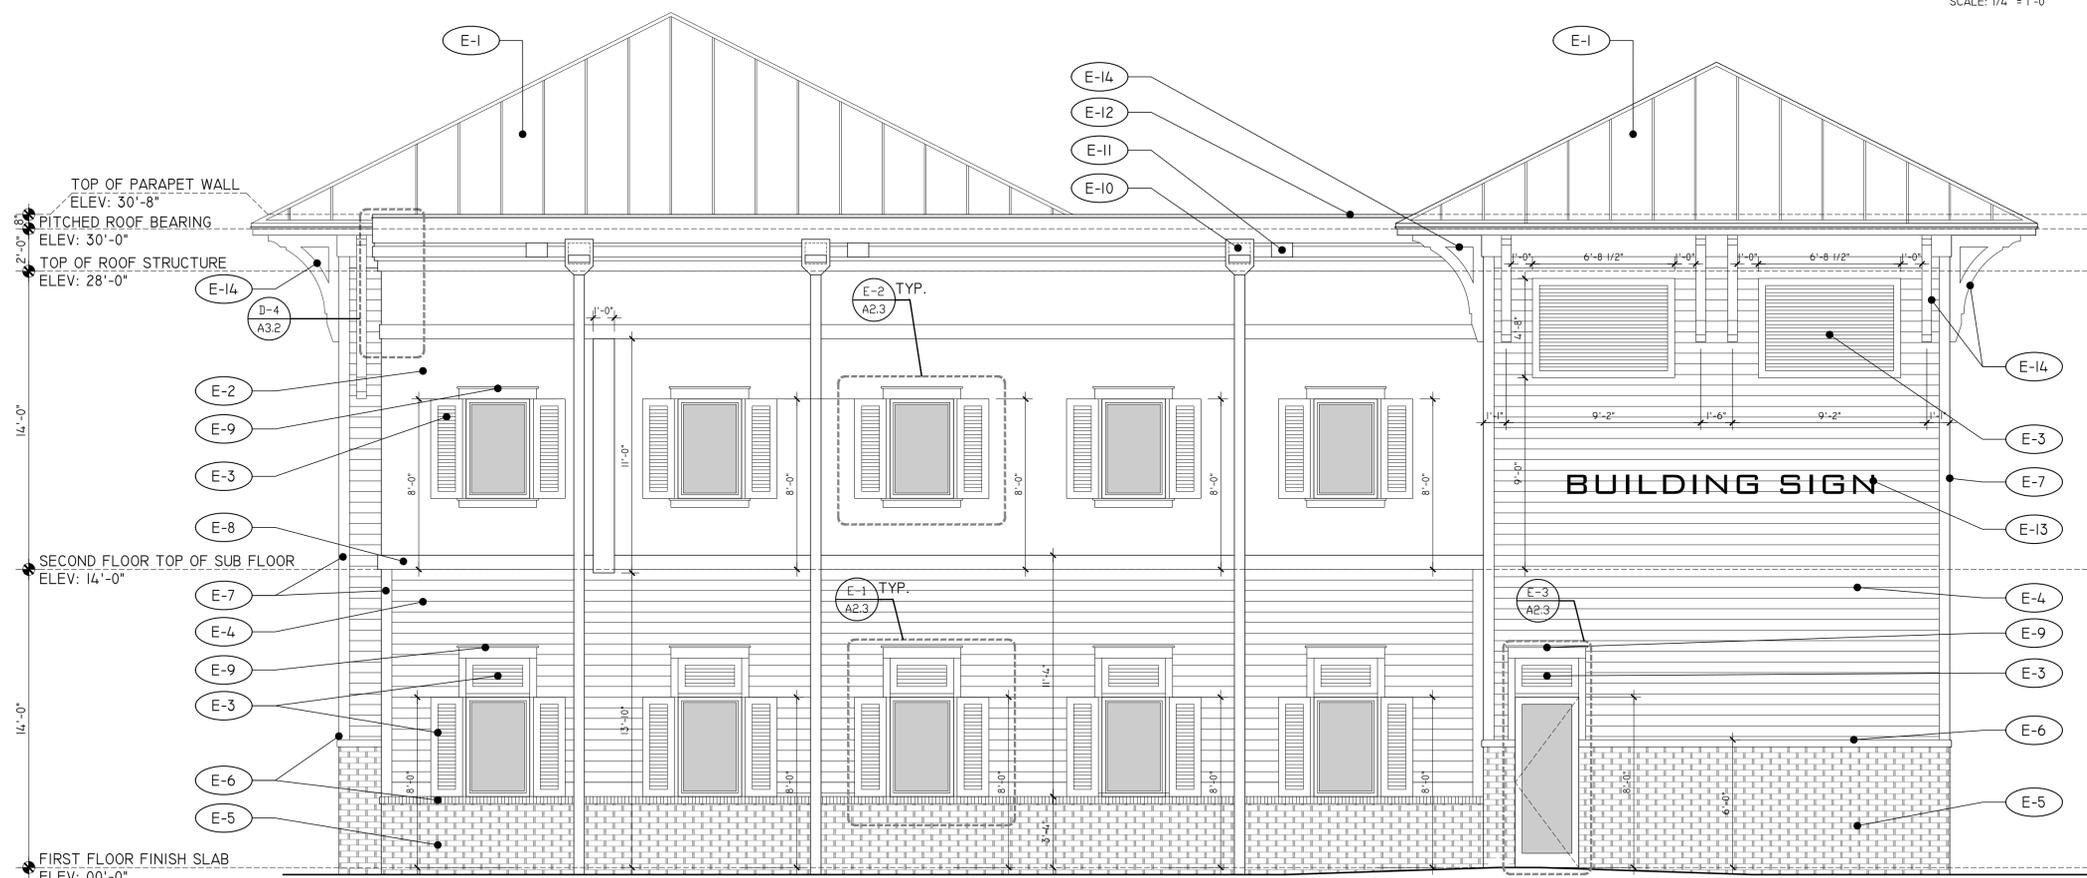 SCALE: 1/4" = 1'-0"
E-1
E-1
E-14
E-12
E-11
E-10
TOP OF PARAPET WALL
ELEV: 30'-8"
8"
PITCHED ROOF BEARING
ELEV: 30'-0"
2'-0"
TOP OF ROOF STRUCTURE
ELEV: 28'-0"
E-14
D-4
A3.2
E-2
A2.3
TYP.
1'-0"
1'-0"
6'-8 1/2"
1'-0"
1'-0"
6'-8 1/2"
1'-0"
4'-8"
E-14
E-2
E-9
E-3
14'-0"
8'-0"
11'-0"
8'-0"
8'-0"
8'-0"
8'-0"
1'-1"
9'-2"
1'-6"
9'-2"
1'-1"
E-3
9'-0"
BUILDING SIGN
E-7
E-13
E-8
SECOND FLOOR TOP OF SUB FLOOR
ELEV: 14'-0"
E-7
E-4
E-9
E-3
E-1
A2.3
TYP.
E-3
A2.3
E-4
E-9
E-3
E-6
E-5
14'-0"
11'-4"
13'-10"
8'-0"
8'-0"
8'-0"
8'-0"
8'-0"
8'-0"
6'-0"
3'-4"
E-6
E-5
FIRST FLOOR FINISH SLAB
ELEV: 00'-0"